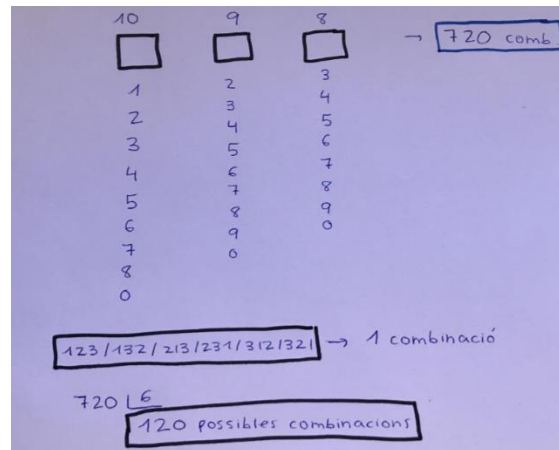 10 9 8
→ 720 comb
1 2 3
2 3 4
3 4 5
4 5 6
5 6 7
6 7 8
7 8 9
8 9 0
0 0
123/132/213/231/312/321 → 1 combinació
720 6
120 possibles combinacions